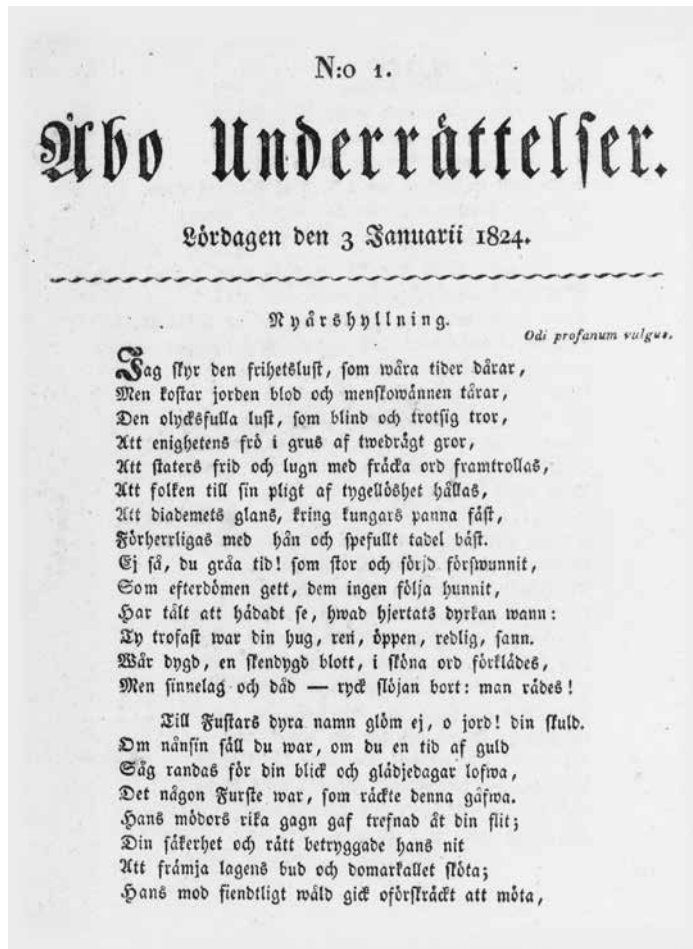 N:o 1.
Åbo Underrättelser.
Lördagen den 3 Januarii 1824.
Nyårshyllning.
Odi profanum vulgus.
Jag skyr den frihetslust, som wåra tider dårar,
Men kostar jorden blod och menskowännen tårar,
Den olycksfulla lust, som blind och trotsig tror,
Att enighetens frö i grus af twedrägt gror,
Att staters frid och lugn med fräcka ord framtrollas,
Att folken till sin pligt af tygellöshet hållas,
Att diademets glans, kring kungars panna fäst,
Förherrligas med hån och spefullt tadel bäst.
Ej så, du gråa tid! som stor och sörjd förswunnit,
Som efterdömen gett, dem ingen följa hunnit,
Har tält att hädadt se, hwad hjertats dyrkan wann:
Ty trofast war din hug, ren, öppen, redlig, sann.
Wår dygd, en skendygd blott, i sköna ord förklädes,
Men sinnelag och dåd — ryck slöjan bort: man rädes!
Till Fustars dyra namn glöm ej, o jord! din skuld.
Om nånsin säll du war, om du en tid af guld
Såg randas för din blick och glädjedagar lofwa,
Det någon Furste war, som räckte denna gåfwa.
Hans mödors rika gagn gaf trefnad åt din flit;
Din säkerhet och rätt betryggade hans nit
Att främja lagens bud och domarkallet sköta;
Hans mod fiendtligt wåld gick oförskräckt att möta,